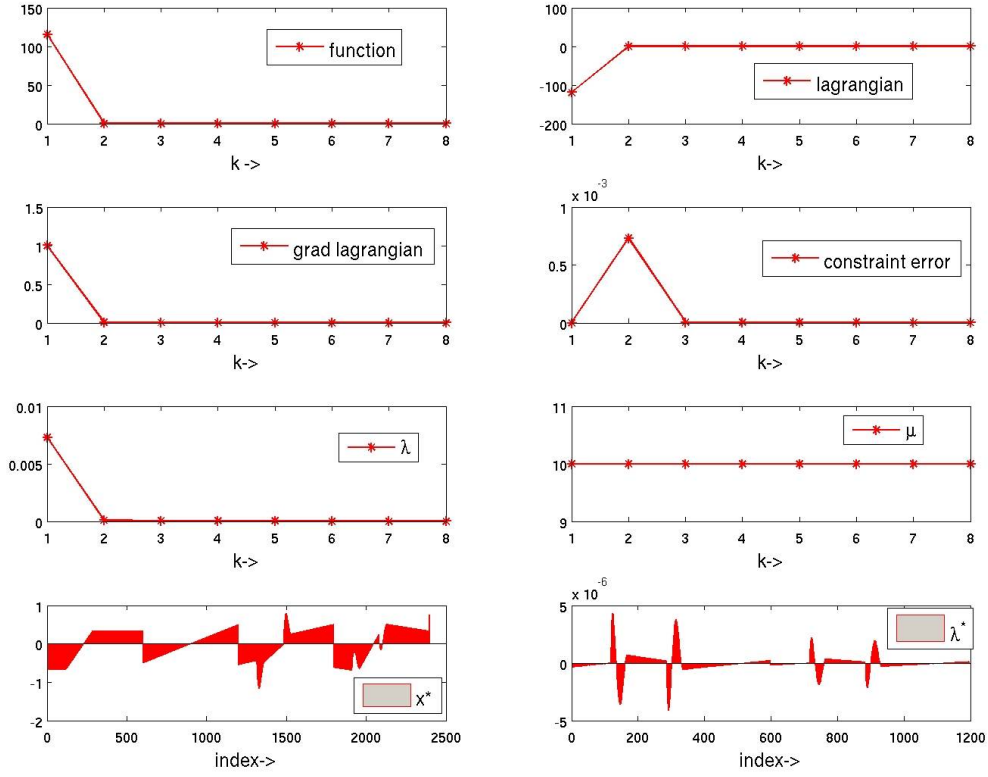 150
100
50
0
1 2 3 4 5 6 7 8
k ->
function
100
0
-100
-200
1 2 3 4 5 6 7 8
k->
lagrangian
1.5
1
0.5
0
1 2 3 4 5 6 7 8
k->
grad lagrangian
x 10^-3
1
0.5
0
1 2 3 4 5 6 7 8
k->
constraint error
0.01
0.005
0
1 2 3 4 5 6 7 8
k->
λ
11
10
9
1 2 3 4 5 6 7 8
k->
μ
1
0
-1
-2
0 500 1000 1500 2000 2500
index->
x*
x 10^-6
5
0
-5
0 200 400 600 800 1000 1200
index->
λ*